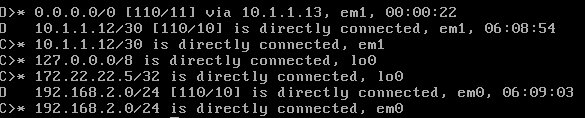 O>* 0.0.0.0/0 [110/11] via 10.1.1.13, em1, 00:00:22
O   10.1.1.12/30 [110/10] is directly connected, em1, 06:08:54
C>* 10.1.1.12/30 is directly connected, em1
C>* 127.0.0.0/8 is directly connected, lo0
C>* 172.22.22.5/32 is directly connected, lo0
O   192.168.2.0/24 [110/10] is directly connected, em0, 06:09:03
C>* 192.168.2.0/24 is directly connected, em0